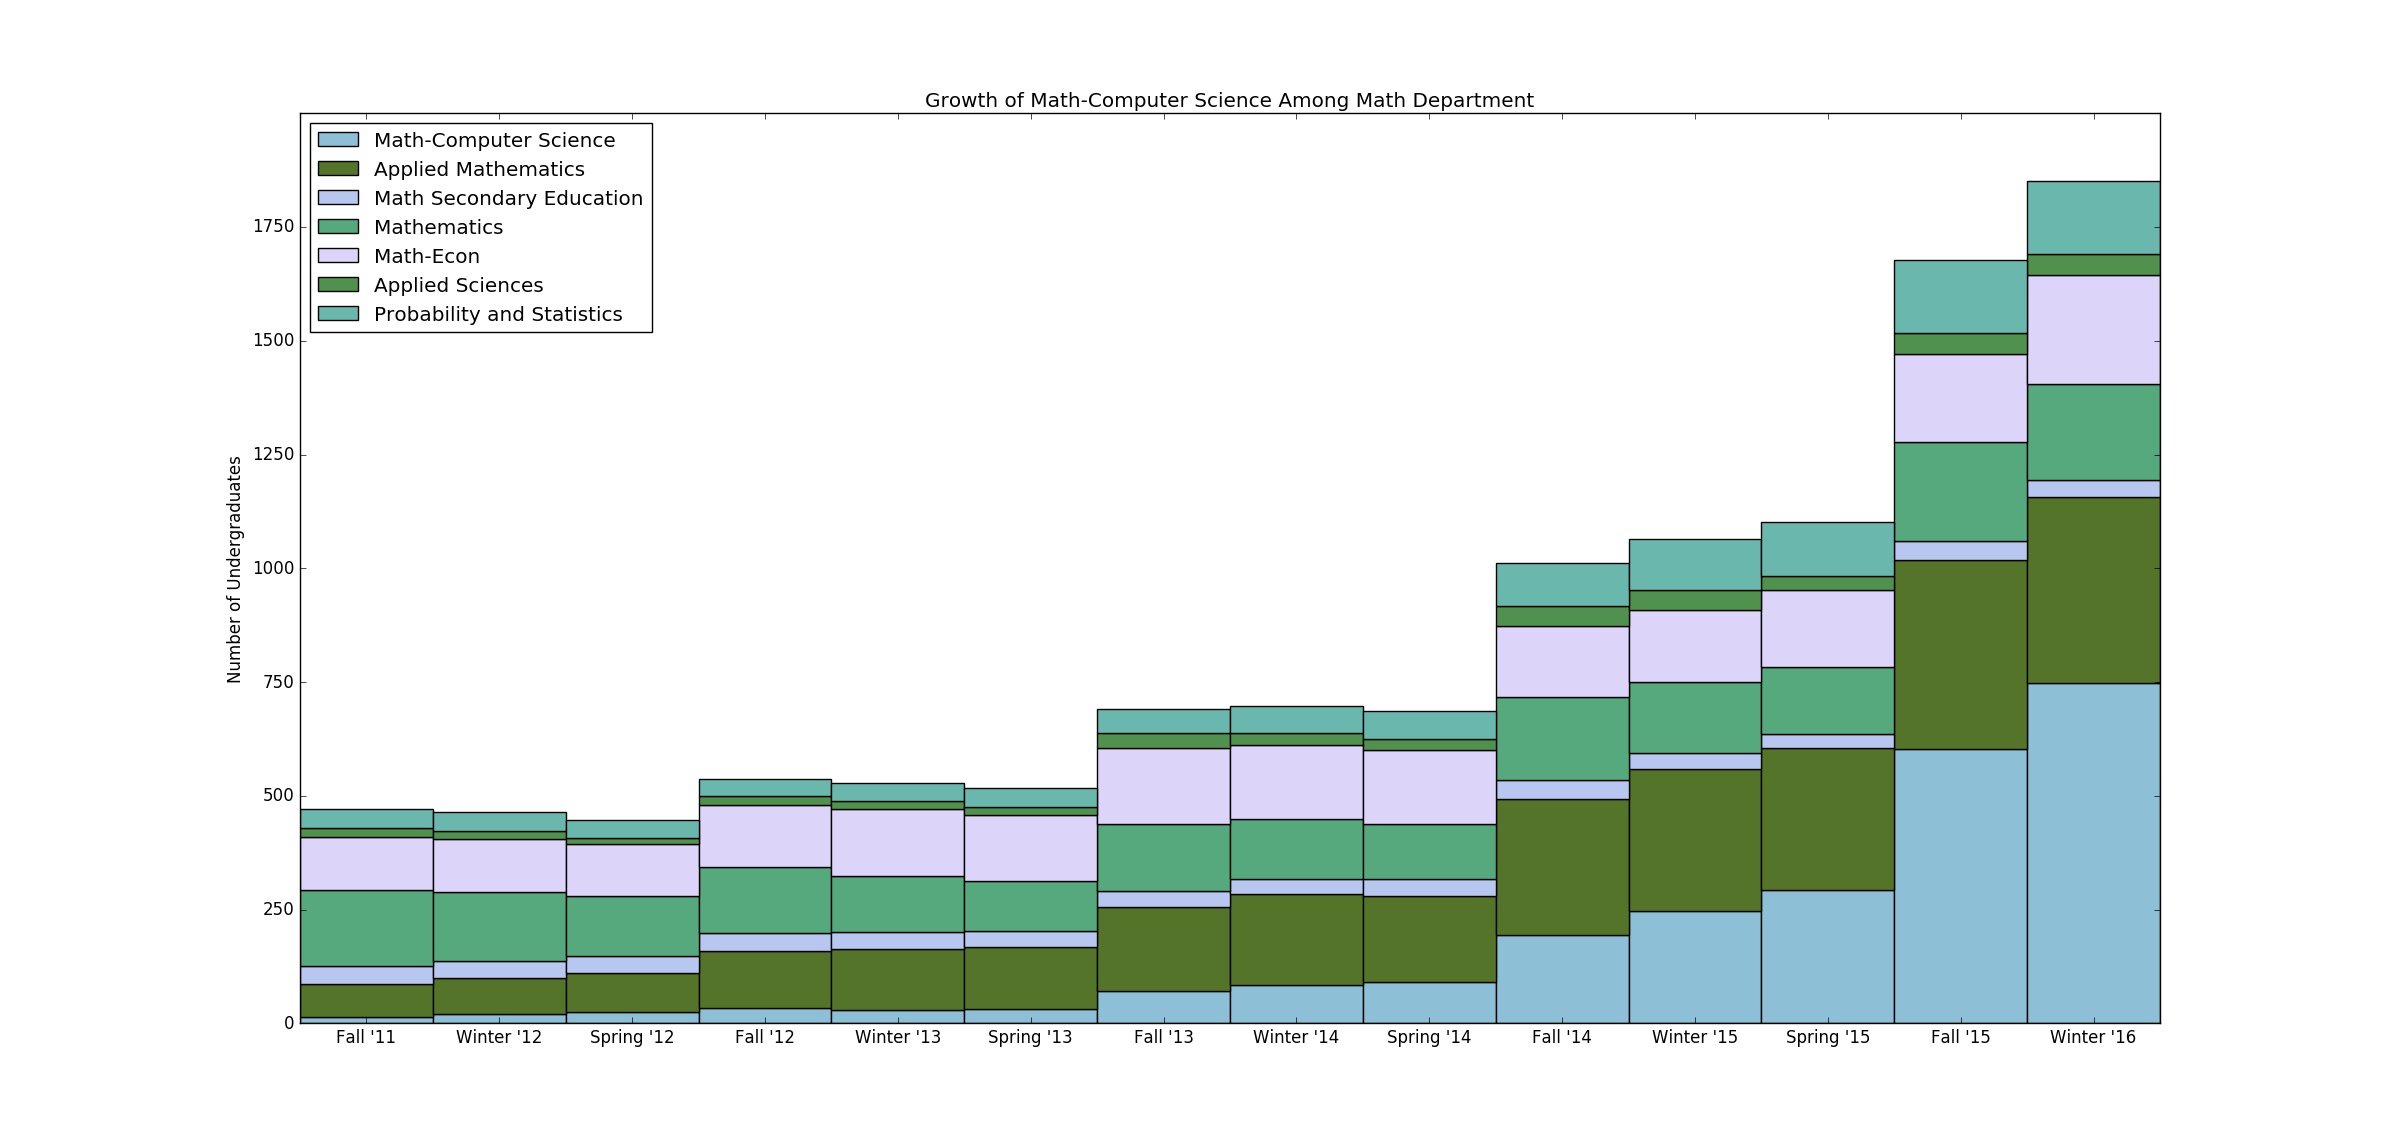 Growth of Math-Computer Science Among Math Department
Math-Computer Science
Applied Mathematics
Math Secondary Education
Mathematics
Math-Econ
Applied Sciences
Probability and Statistics
Number of Undergraduates
1750
1500
1250
1000
750
500
250
0
Fall '11 Winter '12 Spring '12 Fall '12 Winter '13 Spring '13 Fall '13 Winter '14 Spring '14 Fall '14 Winter '15 Spring '15 Fall '15 Winter '16